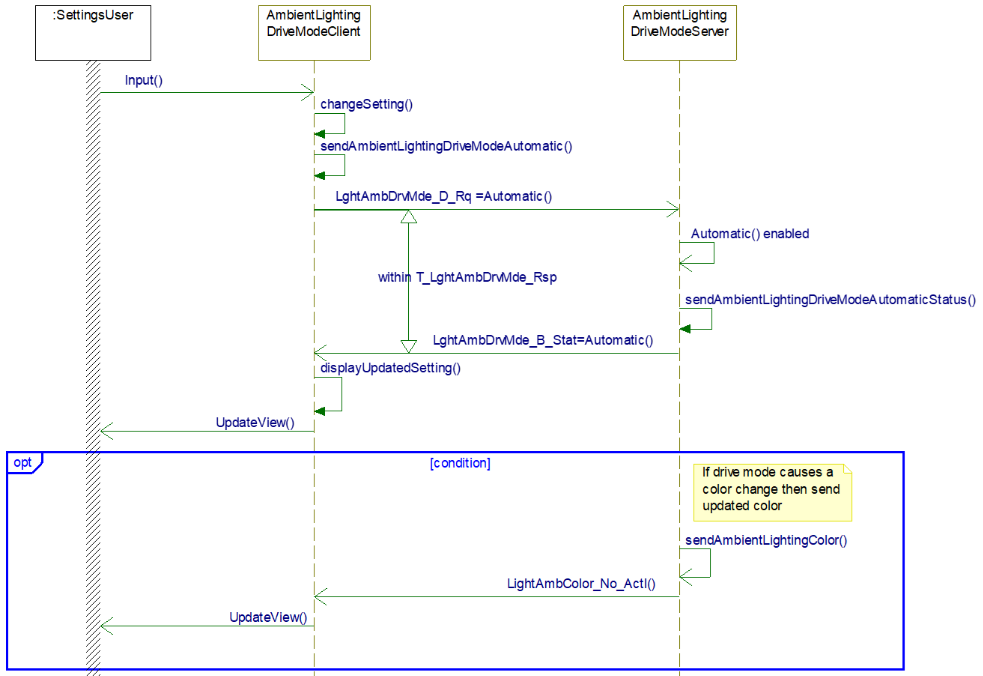 :SettingsUser
AmbientLighting
DriveModeClient
AmbientLighting
DriveModeServer
Input()
changeSetting()
sendAmbientLightingDriveModeAutomatic()
LghtAmbDrvMde_D_Rq =Automatic()
Automatic() enabled
within T_LghtAmbDrvMde_Rsp
sendAmbientLightingDriveModeAutomaticStatus()
LghtAmbDrvMde_B_Stat=Automatic()
displayUpdatedSetting()
UpdateView()
opt
[condition]
If drive mode causes a
color change then send
updated color
sendAmbientLightingColor()
LightAmbColor_No_Actl()
UpdateView()